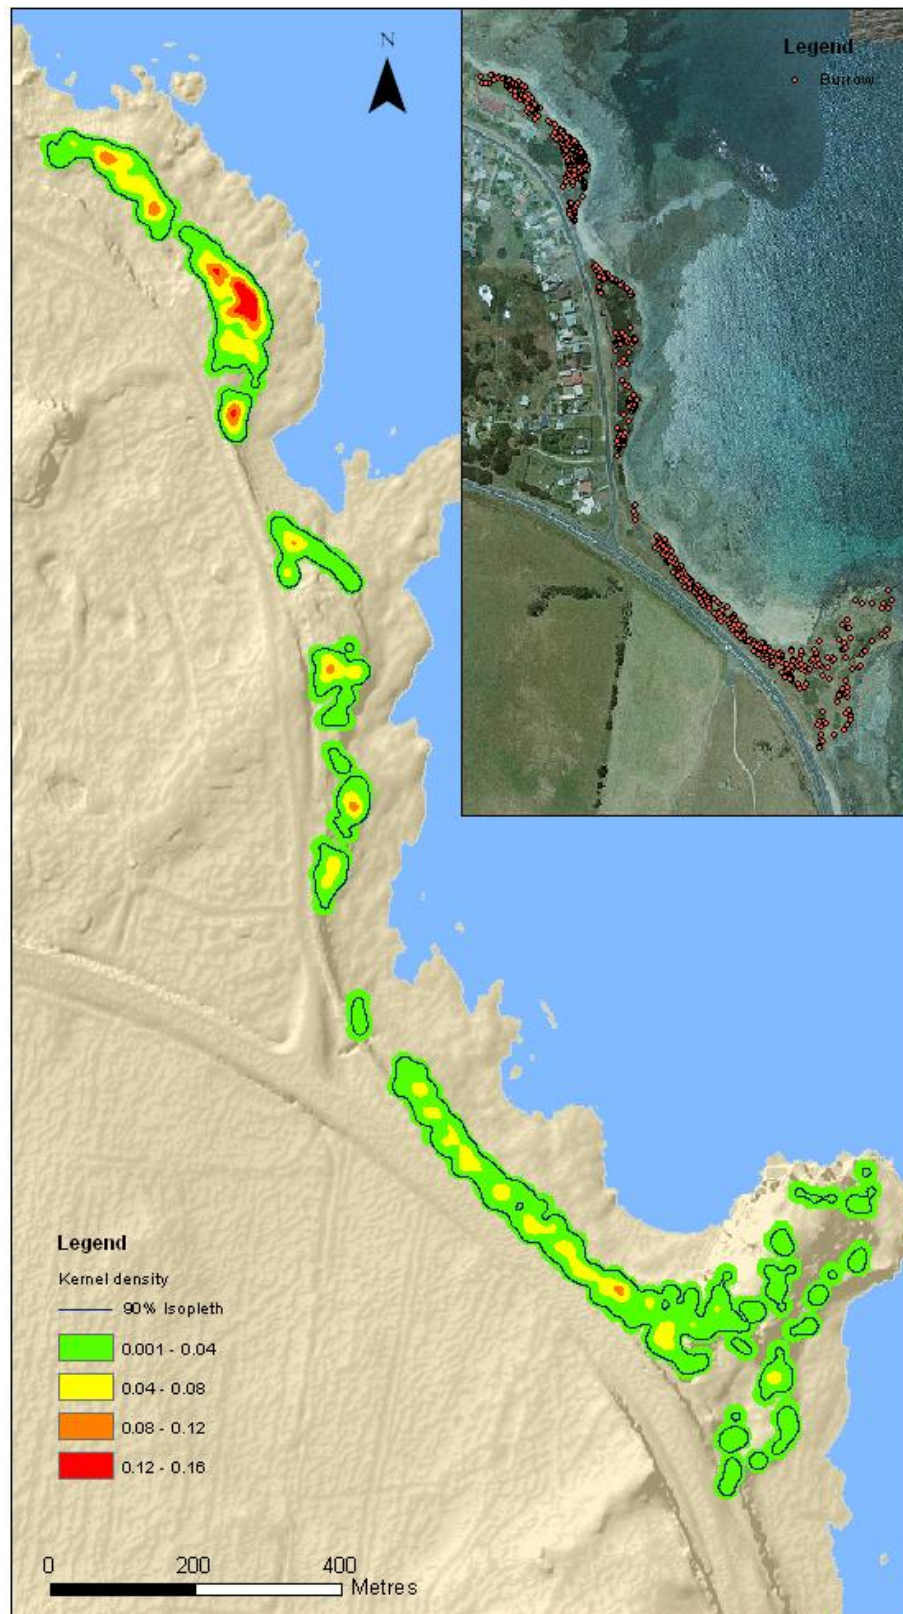 N
Legend
Burrow
Legend
Kernel density
90% Isopleth
0.001 - 0.04
0.04 - 0.08
0.08 - 0.12
0.12 - 0.16
0 200 400
Metres